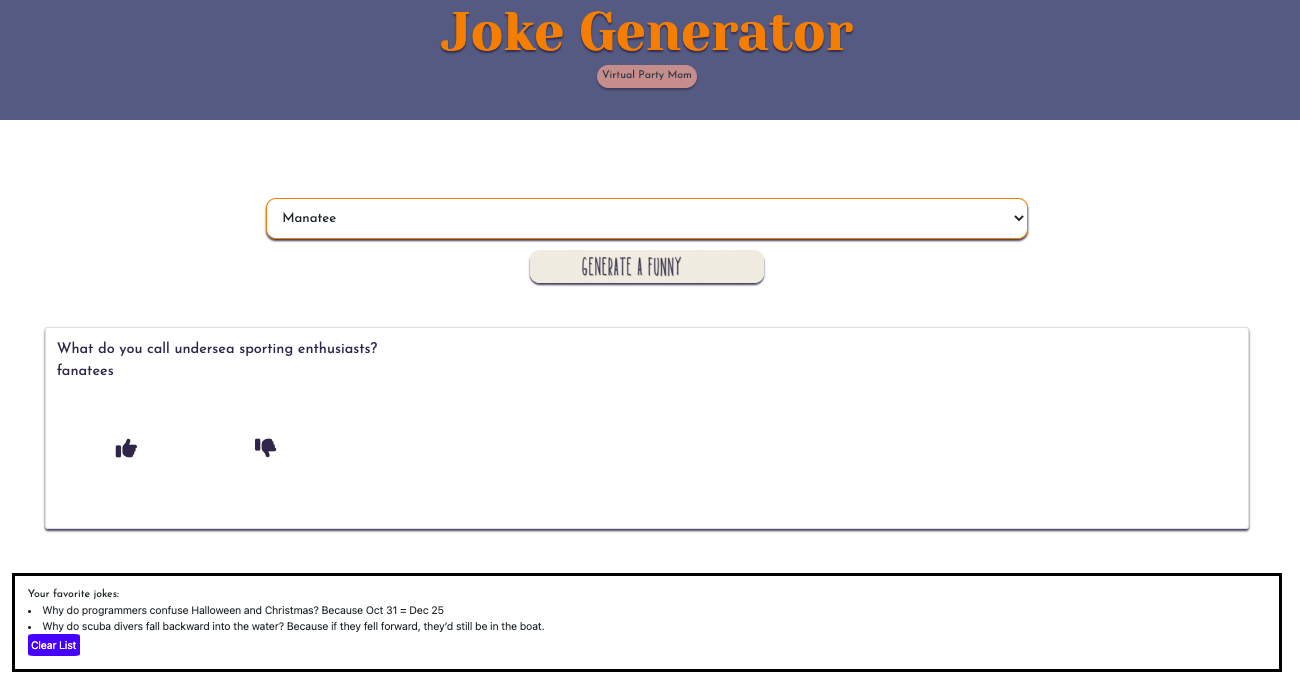 Joke Generator
Virtual Party Mom
Manatee
GENERATE A FUNNY
What do you call undersea sporting enthusiasts?
fanatees
Your favorite jokes:
• Why do programmers confuse Halloween and Christmas? Because Oct 31 = Dec 25
• Why do scuba divers fall backward into the water? Because if they fell forward, they’d still be in the boat.
Clear List